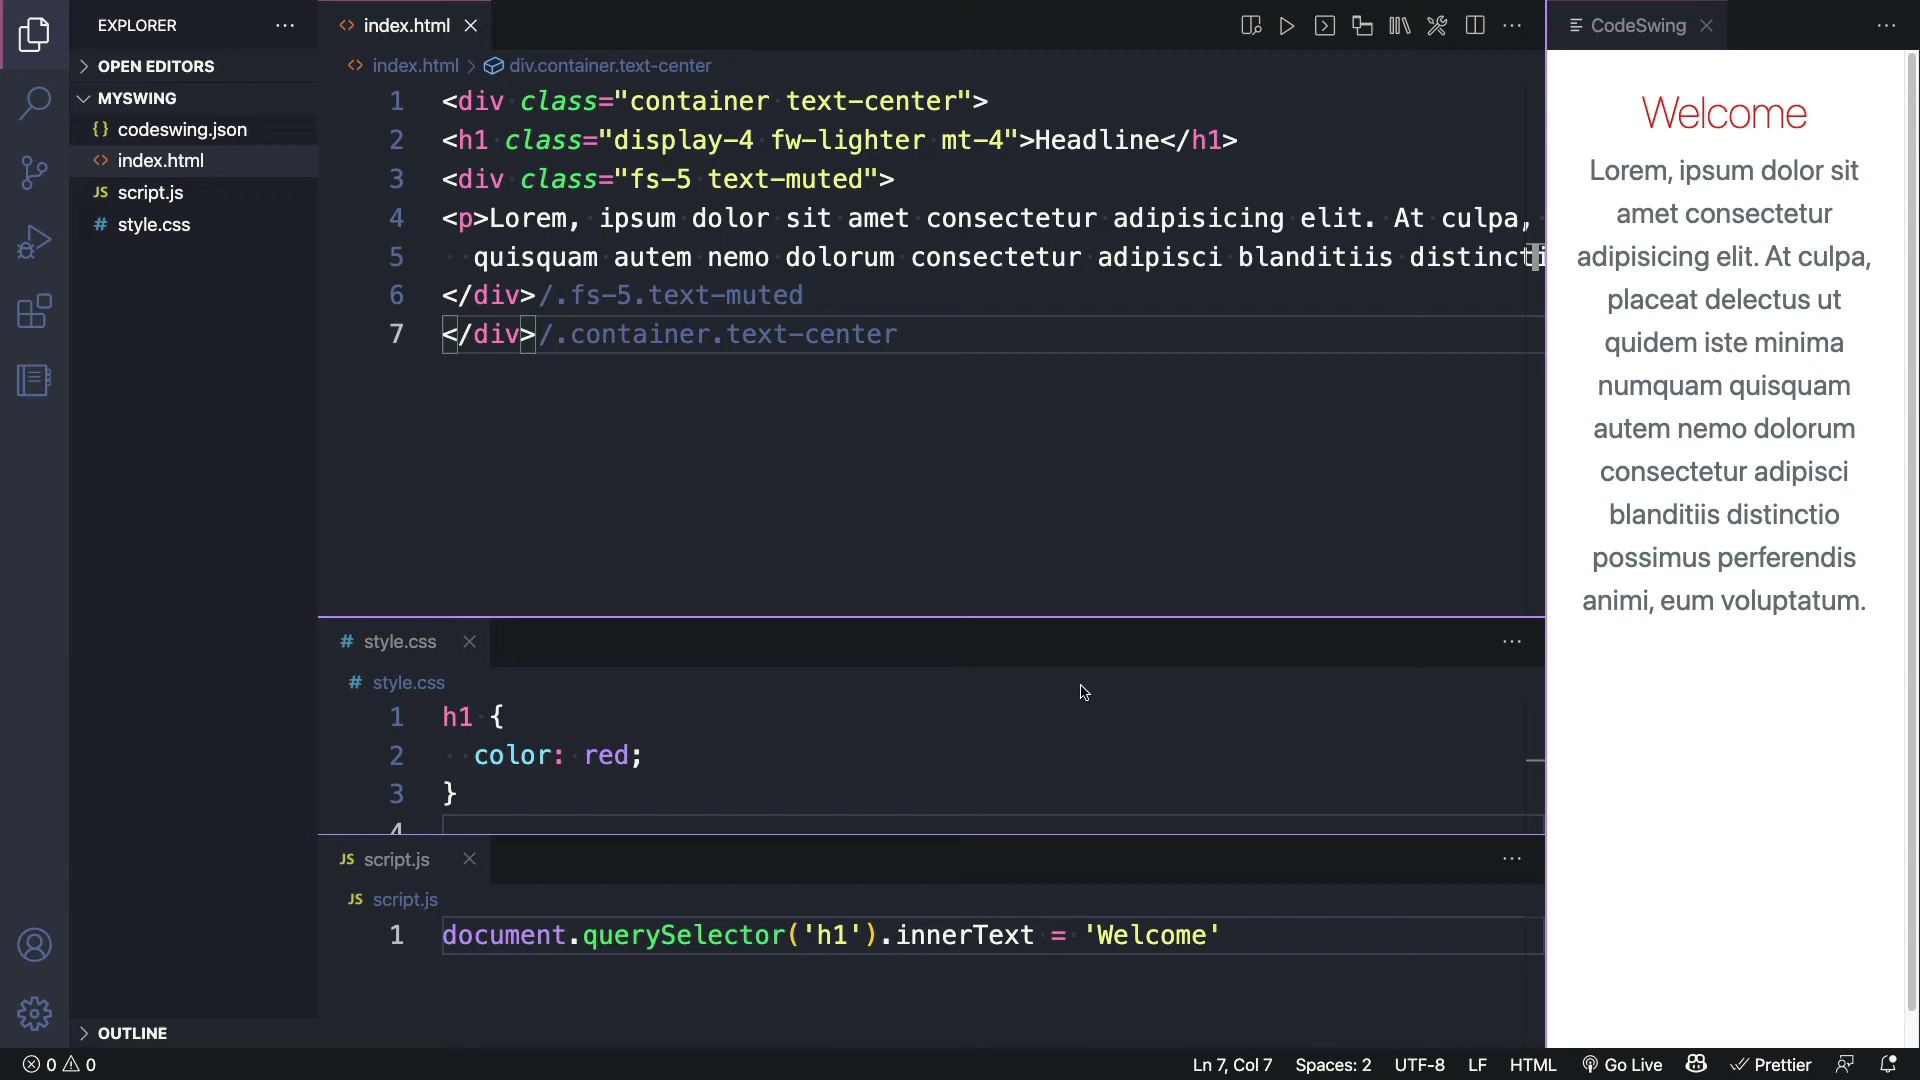 EXPLORER
OPEN EDITORS
MYSWING
{} codeswing.json
<> index.html
JS script.js
# style.css
OUTLINE
<> index.html
<> index.html > div.container.text-center
1 <div class="container text-center">
2 <h1 class="display-4 fw-lighter mt-4">Headline</h1>
3 <div class="fs-5 text-muted">
4 <p>Lorem, ipsum dolor sit amet consectetur adipisicing elit. At culpa,
5 quisquam autem nemo dolorum consectetur adipisci blanditiis distincti
6 </div>/.fs-5.text-muted
7 </div>/.container.text-center
# style.css
# style.css
1 h1 {
2 color: red;
3 }
4
JS script.js
JS script.js
1 document.querySelector('h1').innerText = 'Welcome'
CodeSwing
Welcome
Lorem, ipsum dolor sit
amet consectetur
adipisicing elit. At culpa,
placeat delectus ut
quidem iste minima
numquam quisquam
autem nemo dolorum
consectetur adipisci
blanditiis distinctio
possimus perferendis
animi, eum voluptatum.
0 0 Ln 7, Col 7 Spaces: 2 UTF-8 LF HTML Go Live Prettier